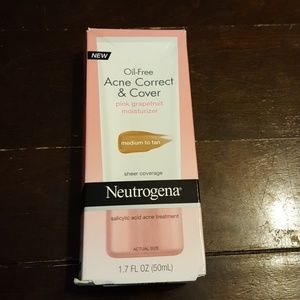 NEW
Oil-Free
Acne Correct
& Cover
pink grapefruit
moisturizer
medium to tan
sheer coverage
Neutrogena®
salicylic acid acne treatment
ACTUAL SIZE
1.7 FL OZ (50mL)